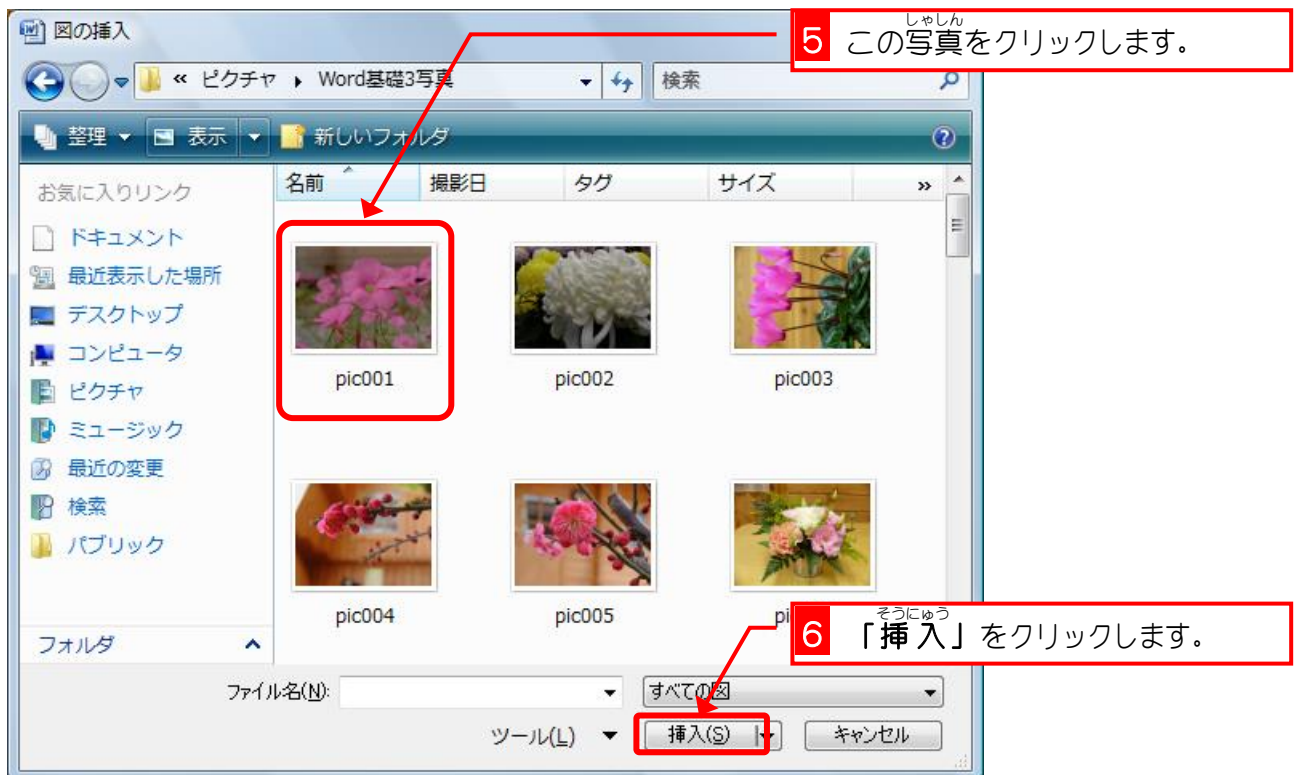 図の挿入
5 この写真をクリックします。
しゃしん
« ピクチャ ▸ Word基礎3写真
検索
整理 表示 新しいフォルダ
お気に入りリンク
ドキュメント
最近表示した場所
デスクトップ
コンピュータ
ピクチャ
ミュージック
最近の変更
検索
パブリック
フォルダ
名前 撮影日 タグ サイズ »
pic001 pic002 pic003
pic004 pic005 pi
そうにゅう
6 「挿入」をクリックします。
ファイル名(N): すべての図
ツール(L) 挿入(S) キャンセル